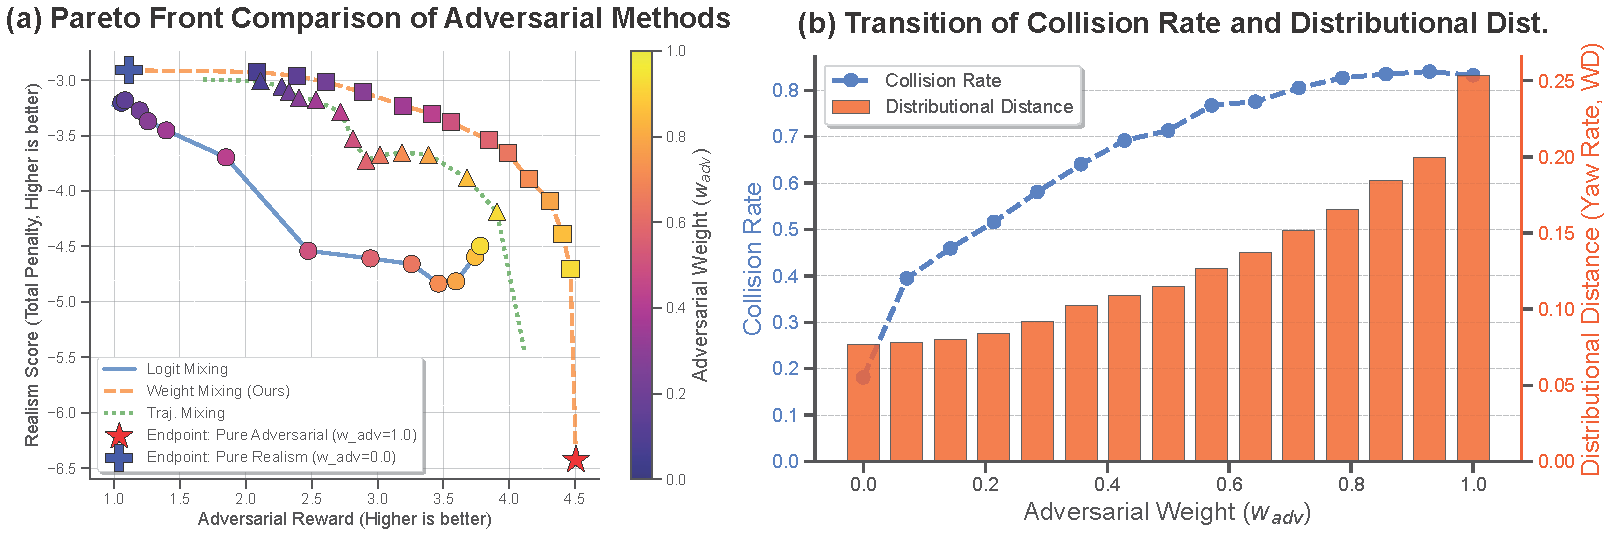 (a) Pareto Front Comparison of Adversarial Methods
Realism Score (Total Penalty, Higher is better)
−3.0
−3.5
−4.0
−4.5
−5.0
−5.5
−6.0
−6.5
Logit Mixing
Weight Mixing (Ours)
Traj. Mixing
Endpoint: Pure Adversarial (w_adv=1.0)
Endpoint: Pure Realism (w_adv=0.0)
1.0 1.5 2.0 2.5 3.0 3.5 4.0 4.5
Adversarial Reward (Higher is better)
1.0
0.8
0.6
0.4
0.2
0.0
Adversarial Weight (w_adv)
(b) Transition of Collision Rate and Distributional Dist.
Collision Rate
0.8
0.7
0.6
0.5
0.4
0.3
0.2
0.1
0.0
Collision Rate
Distributional Distance
0.0 0.2 0.4 0.6 0.8 1.0
Adversarial Weight (w_adv)
0.25
0.20
0.15
0.10
0.05
0.00
Distributional Distance (Yaw Rate, WD)